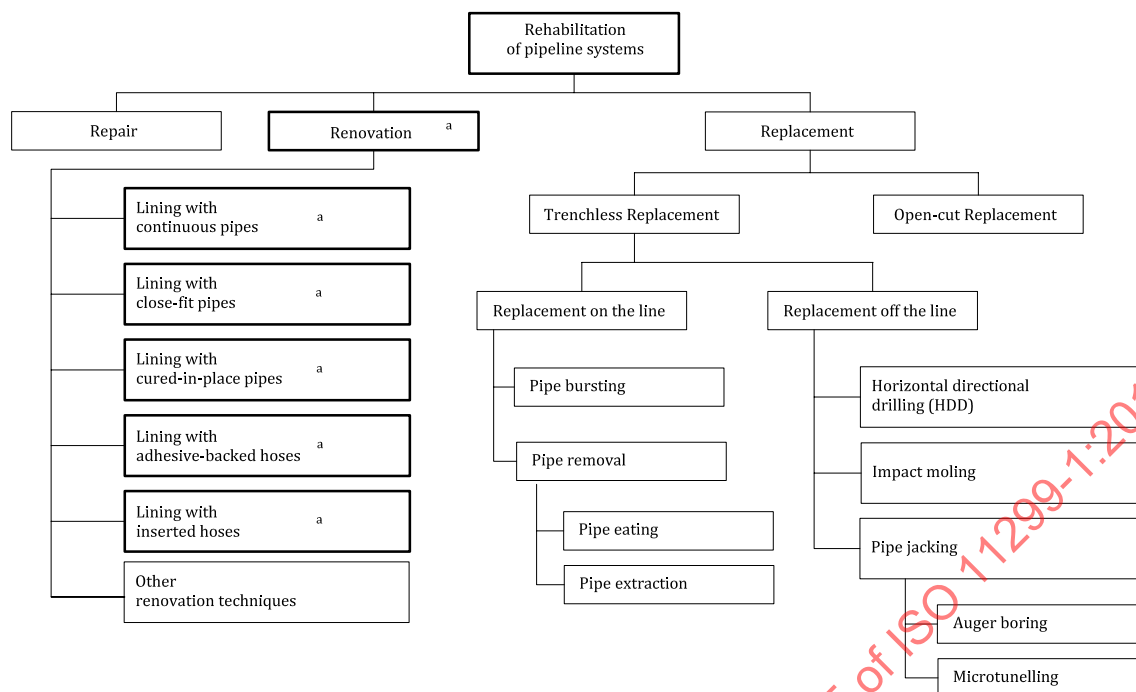 Rehabilitation
of pipeline systems
Repair
Renovation a
Replacement
Lining with
continuous pipes a
Trenchless Replacement
Open-cut Replacement
Lining with
close-fit pipes a
Replacement on the line
Replacement off the line
Lining with
cured-in-place pipes a
Pipe bursting
Horizontal directional
drilling (HDD)
Lining with
adhesive-backed hoses a
Pipe removal
Impact moling
Lining with
inserted hoses a
Pipe eating
Pipe jacking
Other
renovation techniques
Pipe extraction
Auger boring
Microtunelling
of ISO 11299-1:201